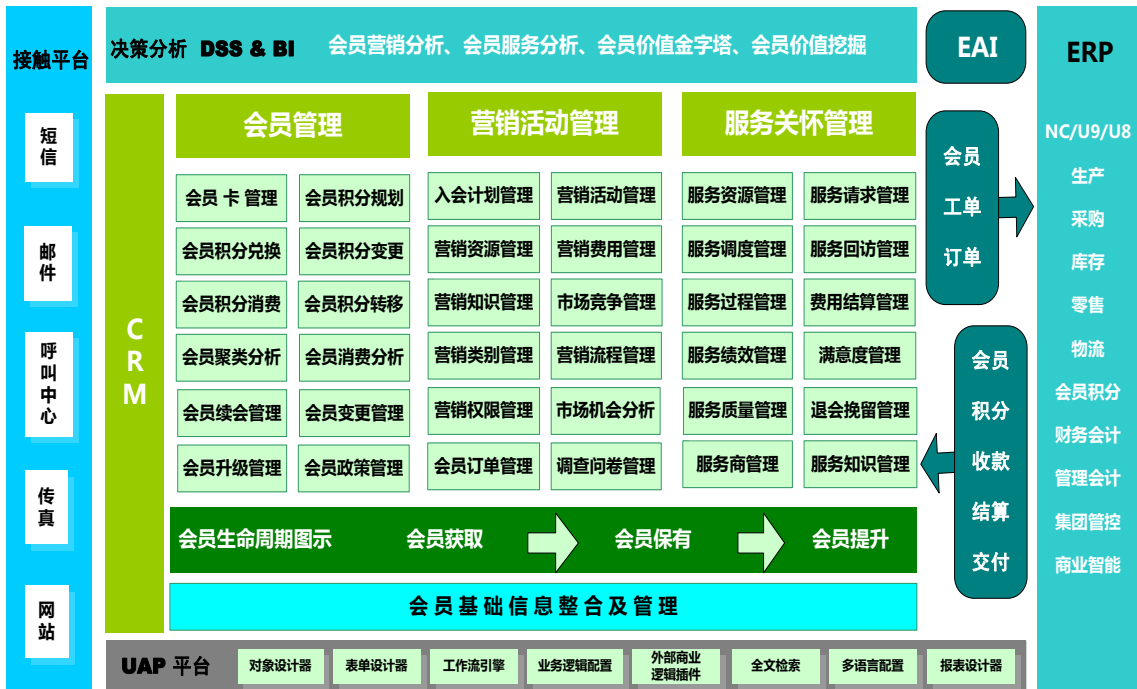 接触平台
短信
邮件
呼叫中心
传真
网站
决策分析 DSS & BI 会员营销分析、会员服务分析、会员价值金字塔、会员价值挖掘
CRM
会员管理
会员 卡 管理 会员积分规划
会员积分兑换 会员积分变更
会员积分消费 会员积分转移
会员聚类分析 会员消费分析
会员续会管理 会员变更管理
会员升级管理 会员政策管理
营销活动管理
入会计划管理 营销活动管理
营销资源管理 营销费用管理
营销知识管理 市场竞争管理
营销类别管理 营销流程管理
营销权限管理 市场机会分析
会员订单管理 调查问卷管理
服务关怀管理
服务资源管理 服务请求管理
服务调度管理 服务回访管理
服务过程管理 费用结算管理
服务绩效管理 满意度管理
服务质量管理 退会挽留管理
服务商管理 服务知识管理
会员生命周期图示 会员获取 会员保有 会员提升
会员基础信息整合及管理
UAP 平台 对象设计器 表单设计器 工作流引擎 业务逻辑配置 外部商业逻辑插件 全文检索 多语言配置 报表设计器
EAI
会员
工单
订单
会员
积分
收款
结算
交付
ERP
NC/U9/U8
生产
采购
库存
零售
物流
会员积分
财务会计
管理会计
集团管控
商业智能